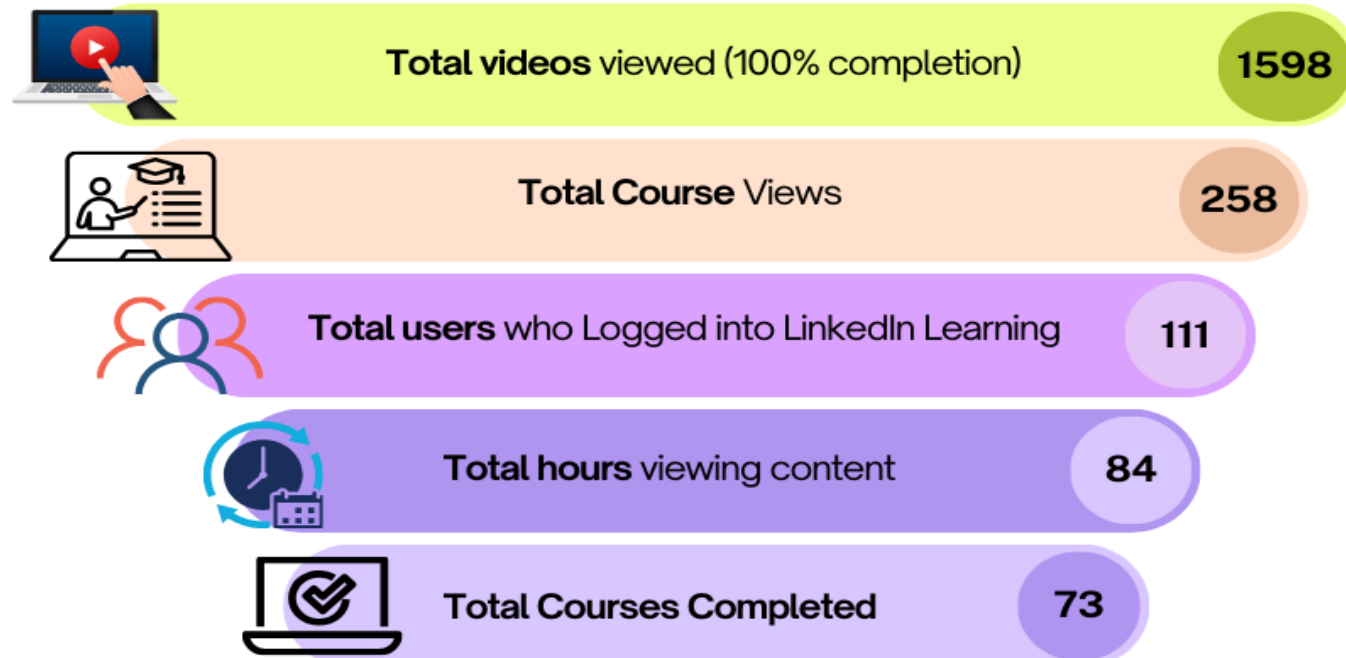 Total videos viewed (100% completion)
1598
Total Course Views
258
Total users who Logged into LinkedIn Learning
111
Total hours viewing content
84
Total Courses Completed
73